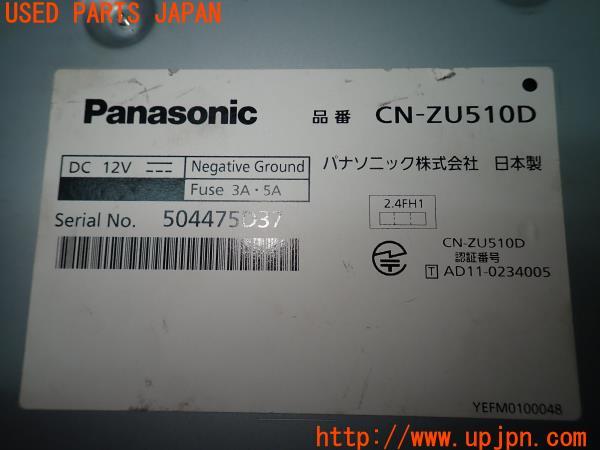 USED PARTS JAPAN
Panasonic 品番 CN-ZU510D
DC 12V Negative Ground
Fuse 3A・5A
パナソニック株式会社 日本製
Serial No. 504475037
2.4FH1
CN-ZU510D
認証番号
T AD11-0234005
YEFM0100048
http://www.upjpn.com/